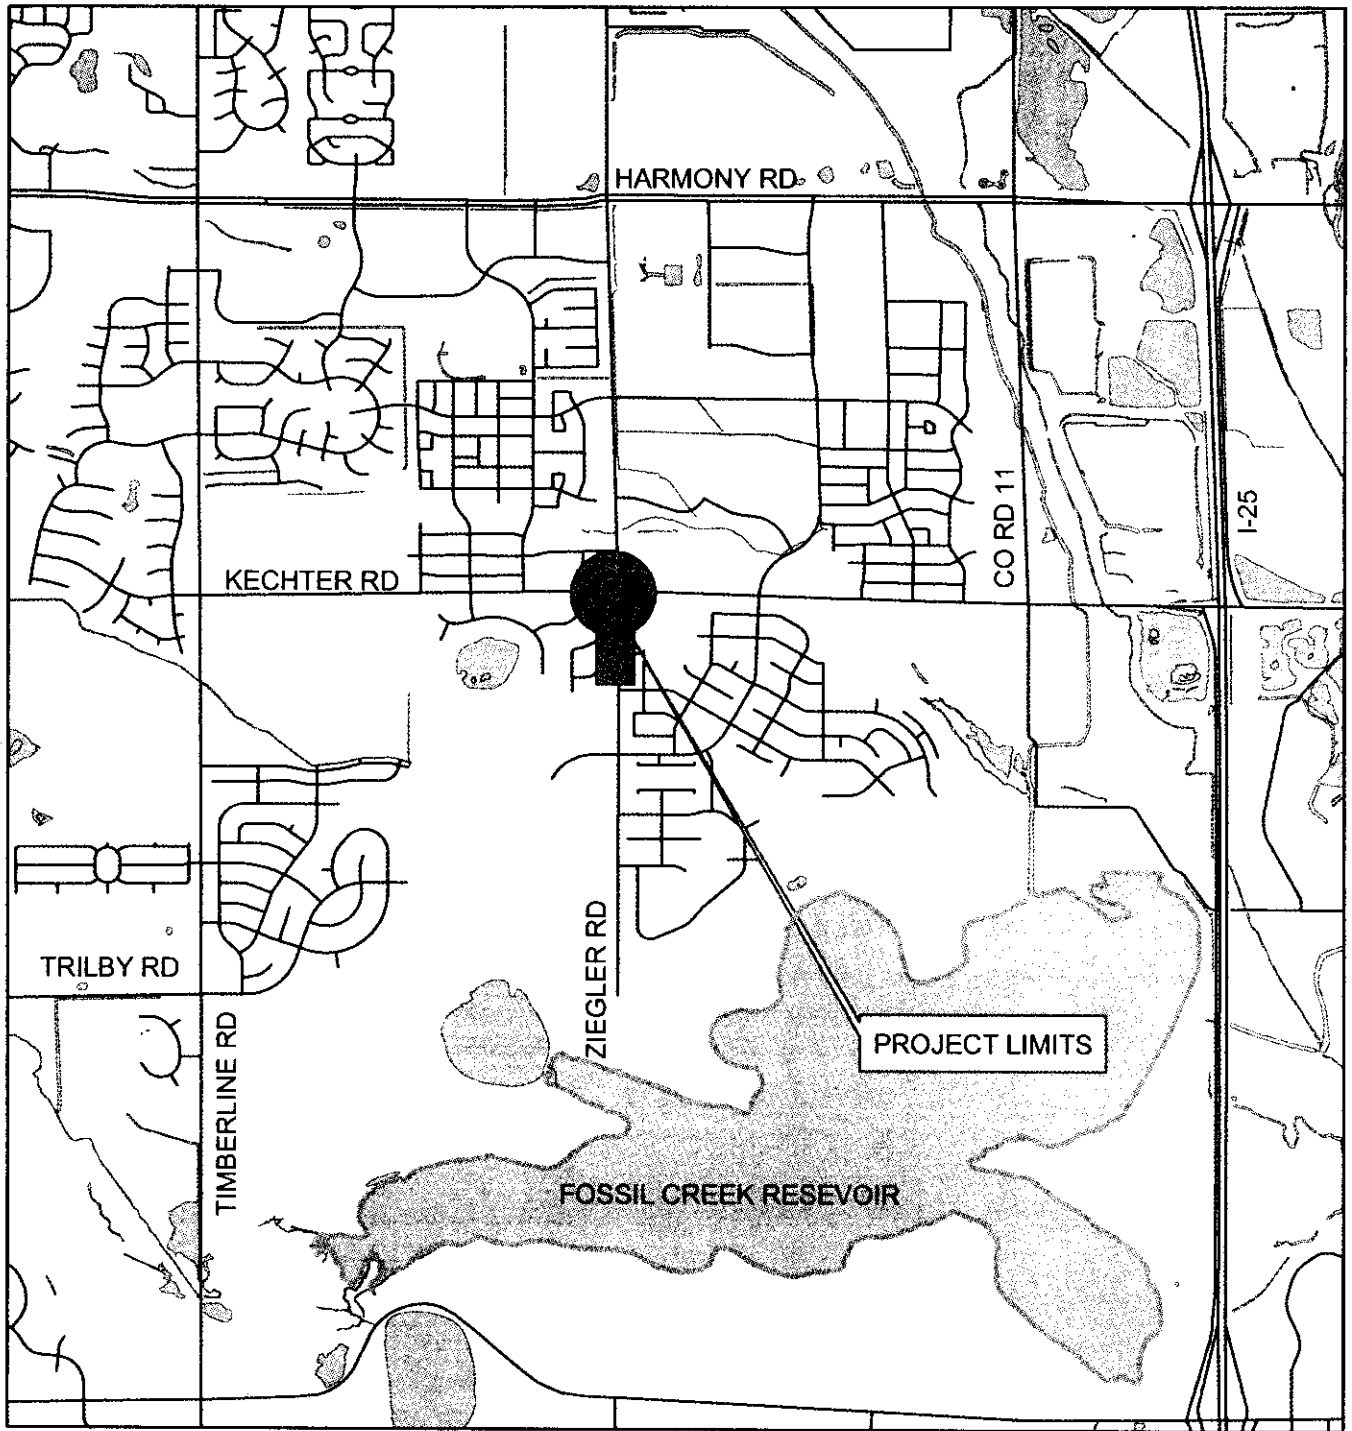 HARMONY RD
I-25
CO RD 11
KECHTER RD
ZIEGLER RD
TRILBY RD
TIMBERLINE RD
PROJECT LIMITS
FOSSIL CREEK RESEVOIR